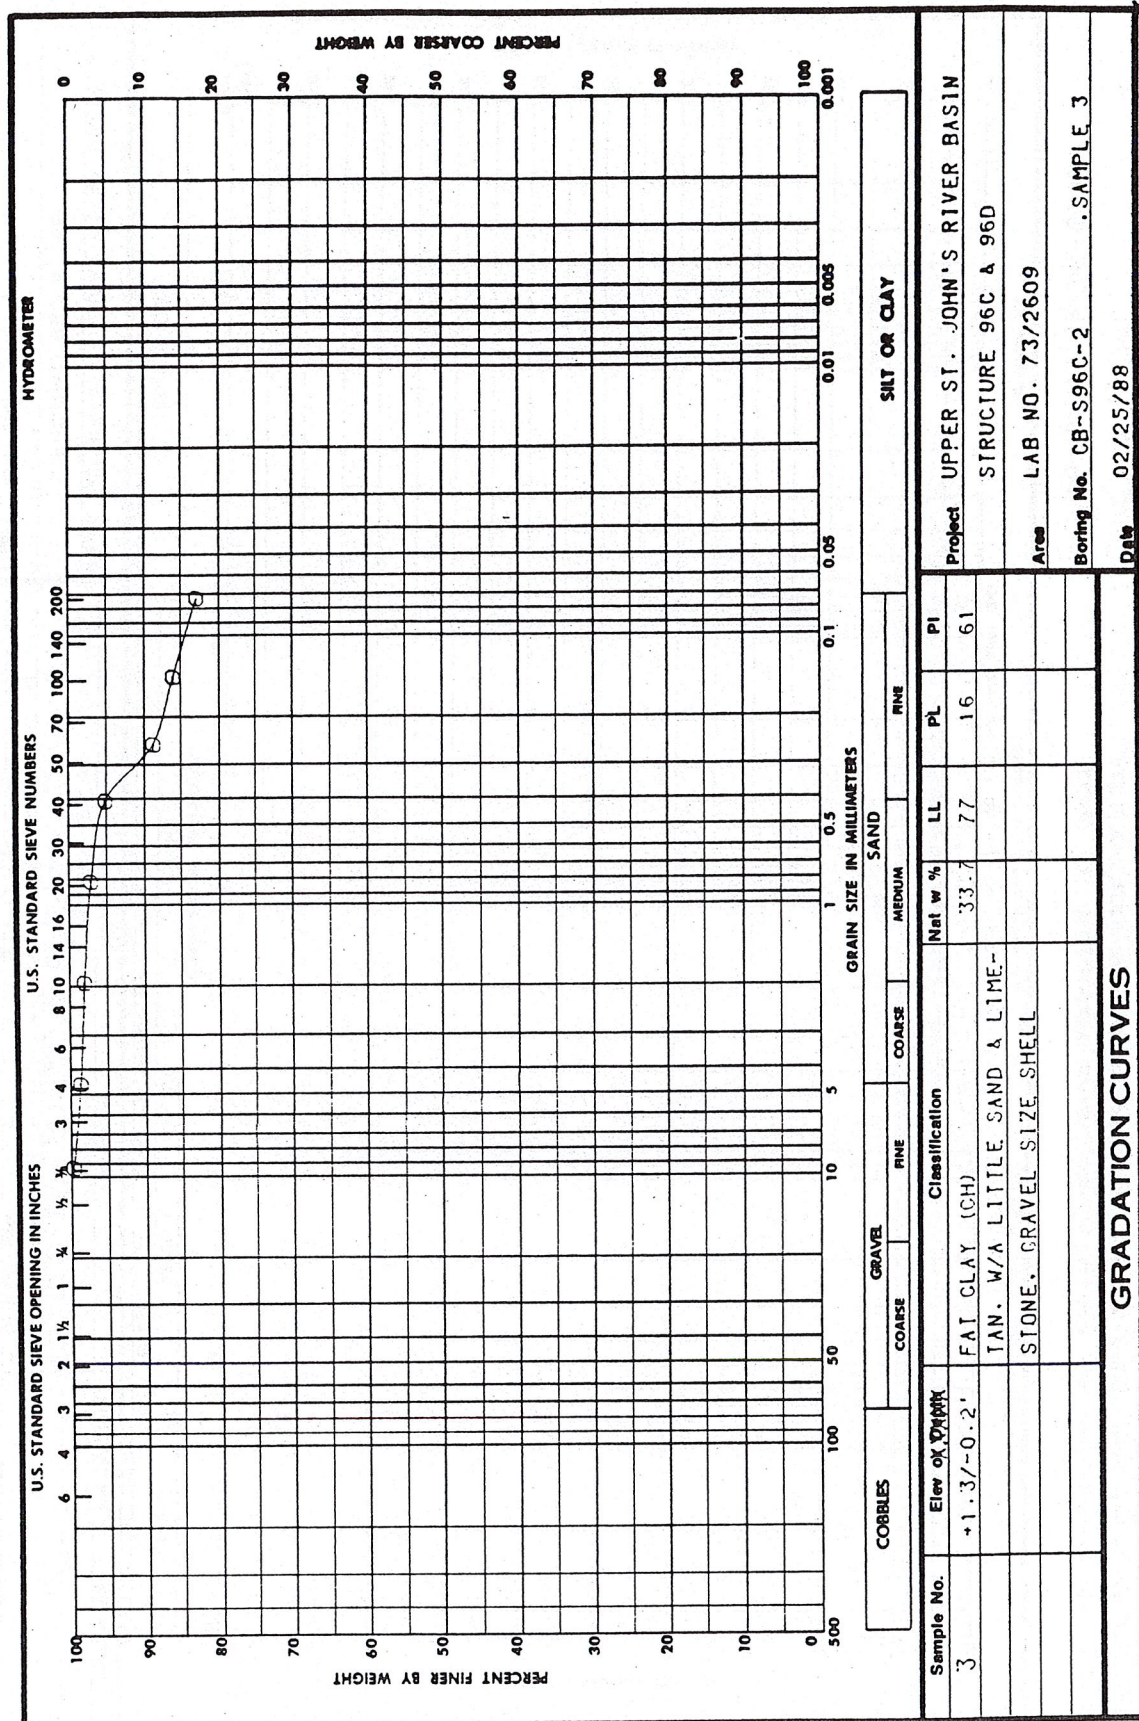 U.S. STANDARD SIEVE OPENING IN INCHES U.S. STANDARD SIEVE NUMBERS HYDROMETER
6 4 3 2 1½ 1 ¾ ½ ⅜ 3 4 6 8 10 14 16 20 30 40 50 70 100 140 200
PERCENT FINER BY WEIGHT
100
90
80
70
60
50
40
30
20
10
0
PERCENT COARSER BY WEIGHT
0
10
20
30
40
50
60
70
80
90
100
500 100 50 10 5 1 0.5 0.1 0.05 0.01 0.005 0.001
GRAIN SIZE IN MILLIMETERS
COBBLES GRAVEL SAND SILT OR CLAY
COARSE FINE COARSE MEDIUM FINE
Sample No. Elev or Depth Classification Nat w % LL PL PI
3 +1.3/-0.2' FAT CLAY (CH) 33.7 77 16 61
TAN. W/A LITTLE SAND & LIME-
STONE, GRAVEL SIZE SHELL
Project UPPER ST. JOHN'S RIVER BASIN
STRUCTURE 96C & 96D
Area LAB NO. 73/2609
Boring No. CB-S96C-2 .SAMPLE 3
Date 02/25/88
GRADATION CURVES